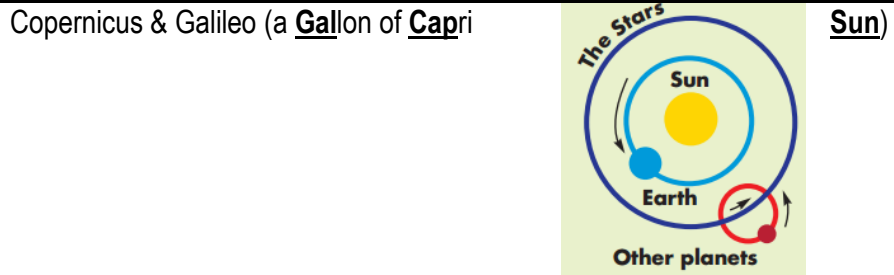 Copernicus & Galileo (a Gallon of Capri Sun)
The Stars
Sun
Earth
Other planets